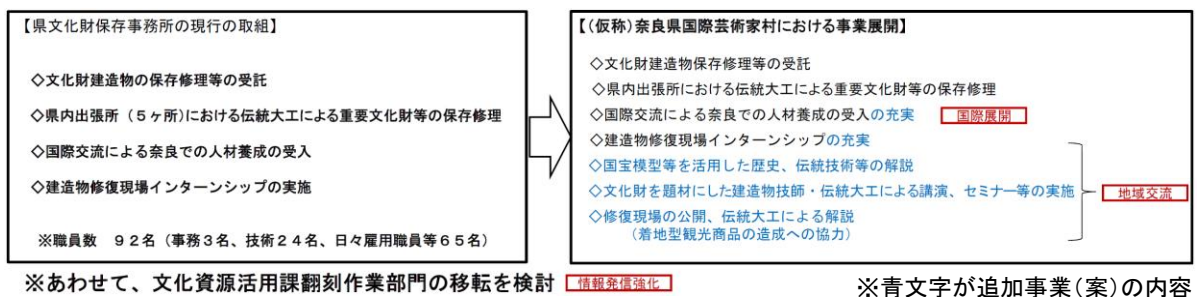 【県文化財保存事務所の現行の取組】
◇文化財建造物の保存修理等の受託
◇県内出張所(5ヶ所)における伝統大工による重要文化財等の保存修理
◇国際交流による奈良での人材養成の受入
◇建造物修復現場インターンシップの実施
※職員数 92名(事務3名、技術24名、日々雇用職員等65名)
【(仮称)奈良県国際芸術家村における事業展開】
◇文化財建造物保存修理等の受託
◇県内出張所における伝統大工による重要文化財等の保存修理
◇国際交流による奈良での人材養成の受入の充実 国際展開
◇建造物修復現場インターンシップの充実
◇国宝模型等を活用した歴史、伝統技術等の解説
◇文化財を題材にした建造物技師・伝統大工による講演、セミナー等の実施
地域交流
◇修復現場の公開、伝統大工による解説
(着地型観光商品の造成への協力)
※あわせて、文化資源活用課翻刻作業部門の移転を検討 情報発信強化
※青文字が追加事業(案)の内容